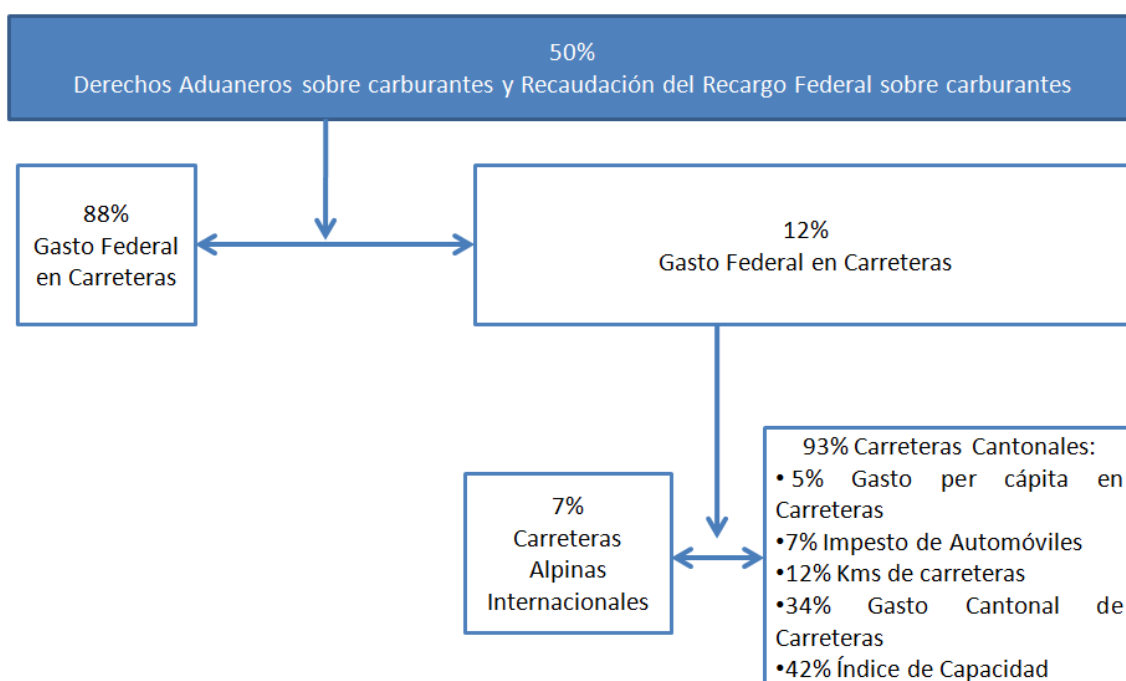 50%
Derechos Aduaneros sobre carburantes y Recaudación del Recargo Federal sobre carburantes
88%
Gasto Federal
en Carreteras
12%
Gasto Federal en Carreteras
7%
Carreteras
Alpinas
Internacionales
93% Carreteras Cantonales:
• 5% Gasto per cápita en
Carreteras
•7% Impesto de Automóviles
•12% Kms de carreteras
•34% Gasto Cantonal de
Carreteras
•42% Índice de Capacidad